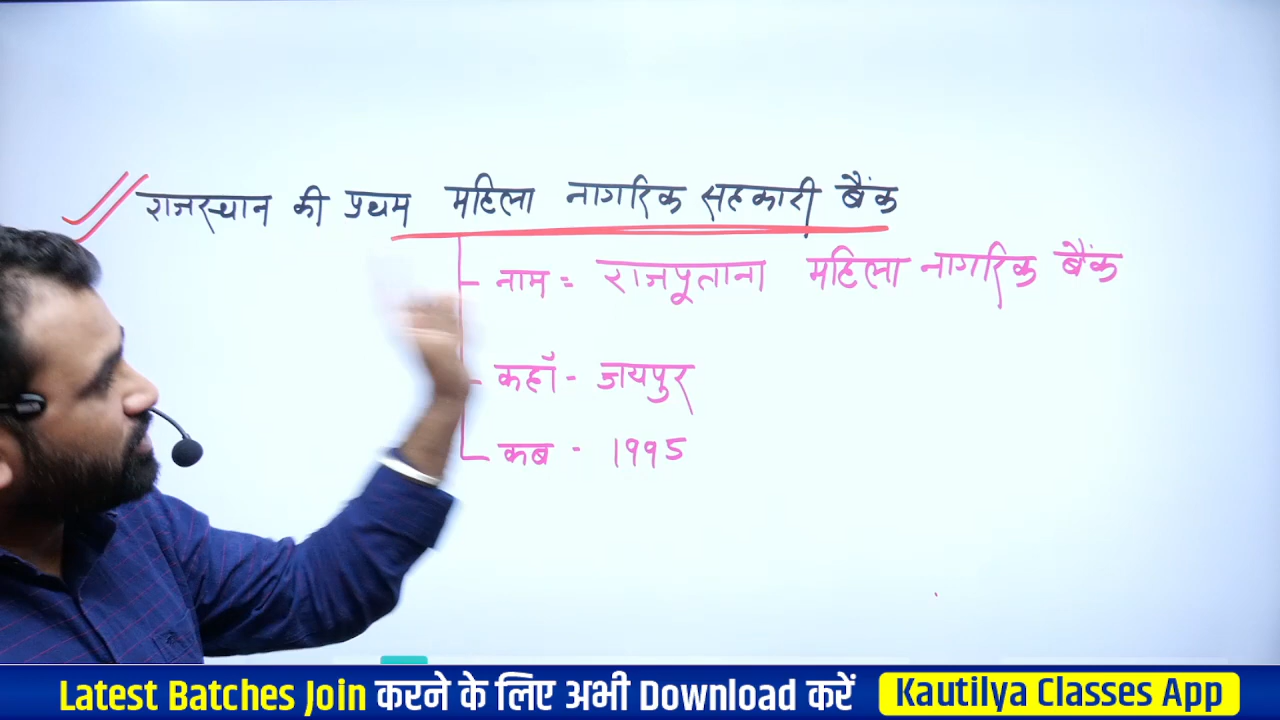 राजस्थान की प्रथम महिला नागरिक सहकारी बैंक
नाम = राजपूताना महिला नागरिक बैंक
कहाँ - जयपुर
कब - 1995
Latest Batches Join करने के लिए अभी Download करें Kautilya Classes App